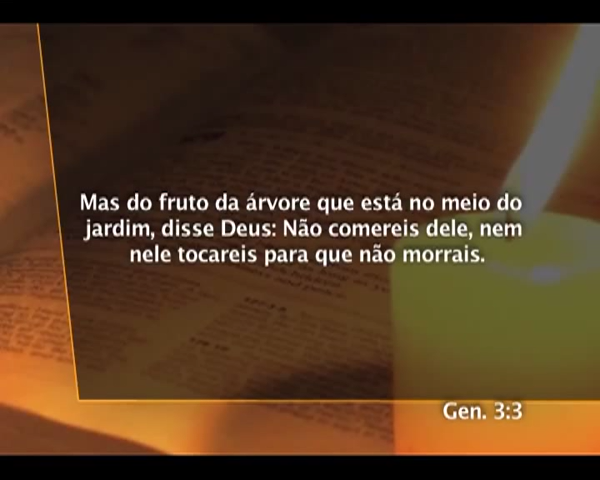 Mas do fruto da árvore que está no meio do
jardim, disse Deus: Não comereis dele, nem
nele tocareis para que não morrais.
Gen. 3:3